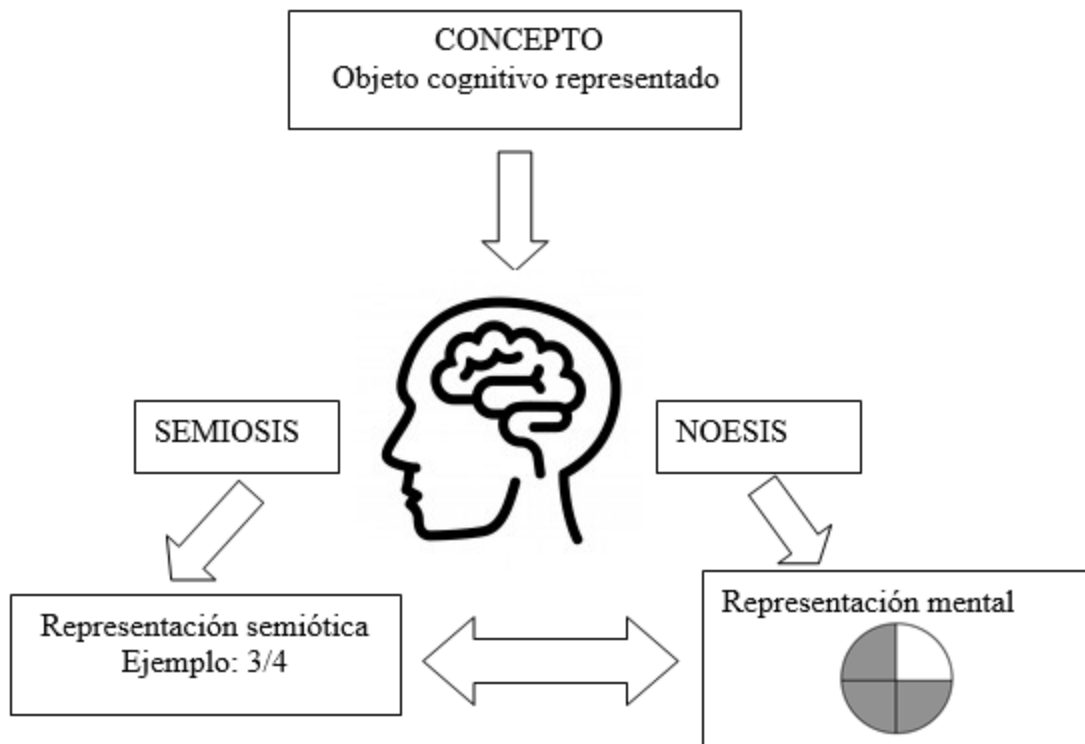 CONCEPTO
Objeto cognitivo representado
SEMIOSIS
NOESIS
Representación semiótica
Ejemplo: 3/4
Representación mental